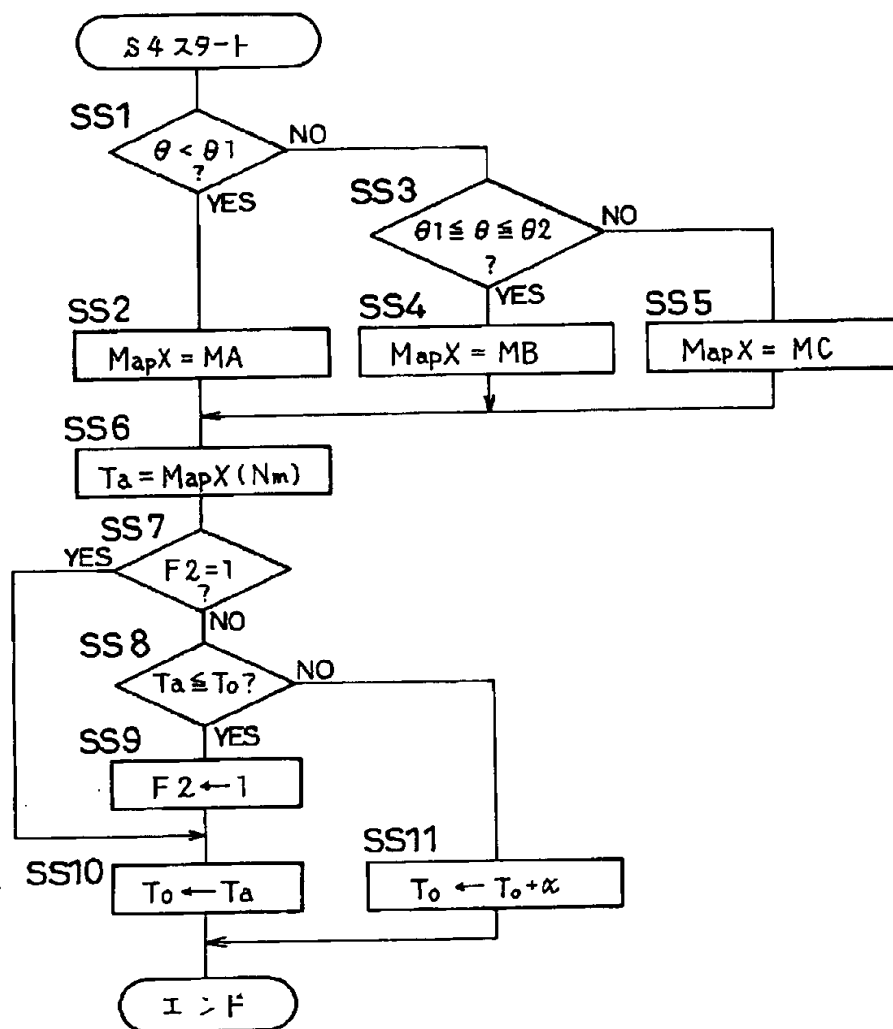 S4スタート
SS1
θ < θ1
?
NO
YES
SS3
θ1 ≦ θ ≦ θ2
?
NO
YES
SS2
MapX = MA
SS4
MapX = MB
SS5
MapX = MC
SS6
Ta = MapX (Nm)
SS7
YES
F2=1
?
NO
SS8
Ta ≦ To?
NO
YES
SS9
F2 ← 1
SS10
To ← Ta
SS11
To ← To+α
エンド